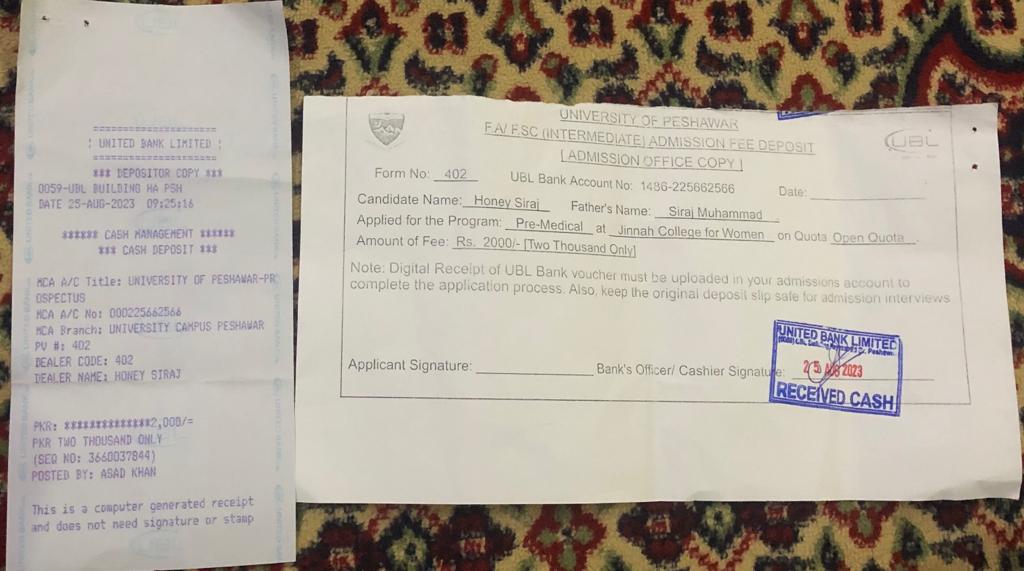 ====================
! UNITED BANK LIMITED !
====================
*** DEPOSITOR COPY ***
0059-UBL BUILDING HA PSH
DATE 25-AUG-2023 09:25:16
****** CASH MANAGEMENT ******
*** CASH DEPOSIT ***
MCA A/C Title: UNIVERSITY OF PESHAWAR-PR
OSPECTUS
MCA A/C No: 000225662566
MCA Branch: UNIVERSITY CAMPUS PESHAWAR
PV #: 402
DEALER CODE: 402
DEALER NAME: HONEY SIRAJ
PKR: **************2,000/=
PKR TWO THOUSAND ONLY
(SEQ NO: 3660037844)
POSTED BY: ASAD KHAN
This is a computer generated receipt
and does not need signature or stamp
UBL
UNIVERSITY OF PESHAWAR
F.A/ F.SC (INTERMEDIATE) ADMISSION FEE DEPOSIT
[ ADMISSION OFFICE COPY ]
UBL
Form No: 402 UBL Bank Account No: 1486-225662566 Date:
Candidate Name: Honey Siraj Father's Name: Siraj Muhammad
Applied for the Program: Pre-Medical at Jinnah College for Women on Quota Open Quota.
Amount of Fee: Rs. 2000/- [Two Thousand Only]
Note: Digital Receipt of UBL Bank voucher must be uploaded in your admissions account to
complete the application process. Also, keep the original deposit slip safe for admission interviews
Applicant Signature: Bank's Officer/ Cashier Signature:
UNITED BANK LIMITED
25 AUG 2023
RECEIVED CASH